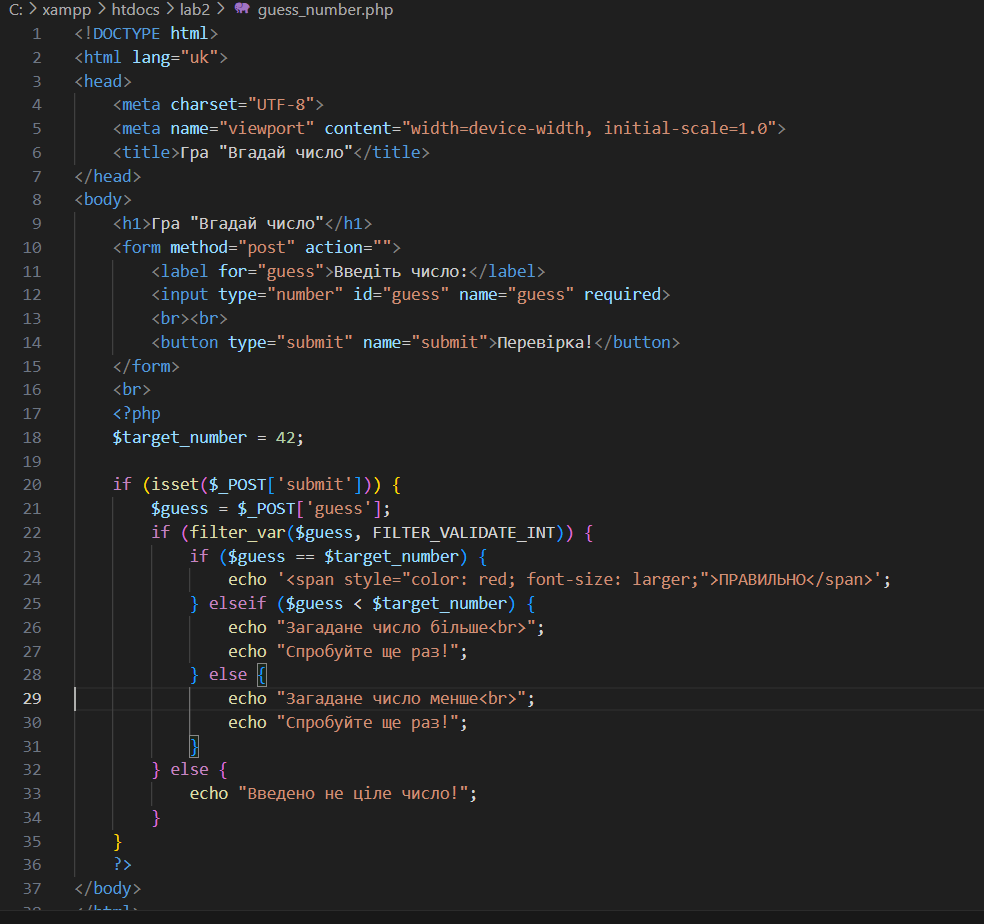 C: > xampp > htdocs > lab2 > guess_number.php
1 <!DOCTYPE html>
2 <html lang="uk">
3 <head>
4     <meta charset="UTF-8">
5     <meta name="viewport" content="width=device-width, initial-scale=1.0">
6     <title>Гра "Вгадай число"</title>
7 </head>
8 <body>
9     <h1>Гра "Вгадай число"</h1>
10     <form method="post" action="">
11         <label for="guess">Введіть число:</label>
12         <input type="number" id="guess" name="guess" required>
13         <br><br>
14         <button type="submit" name="submit">Перевірка!</button>
15     </form>
16     <br>
17     <?php
18     $target_number = 42;
19
20     if (isset($_POST['submit'])) {
21         $guess = $_POST['guess'];
22         if (filter_var($guess, FILTER_VALIDATE_INT)) {
23             if ($guess == $target_number) {
24                 echo '<span style="color: red; font-size: larger;">ПРАВИЛЬНО</span>';
25             } elseif ($guess < $target_number) {
26                 echo "Загадане число більше<br>";
27                 echo "Спробуйте ще раз!";
28             } else {
29                 echo "Загадане число менше<br>";
30                 echo "Спробуйте ще раз!";
31             }
32         } else {
33             echo "Введено не ціле число!";
34         }
35     }
36     ?>
37 </body>
38 </html>